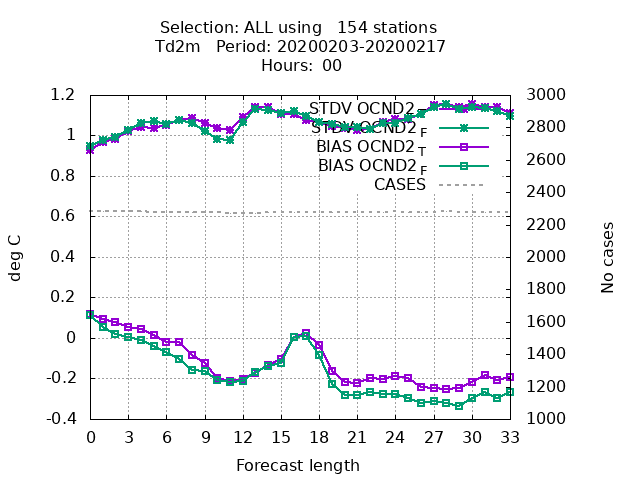 Selection: ALL using   154 stations
Td2m   Period: 20200203-20200217
Hours:  00
1.2
1
0.8
0.6
0.4
0.2
0
-0.2
-0.4
3000
2800
2600
2400
2200
2000
1800
1600
1400
1200
1000
STDV OCND2 T
STDV OCND2 F
BIAS OCND2 T
BIAS OCND2 F
CASES
deg C
No cases
0 3 6 9 12 15 18 21 24 27 30 33
Forecast length